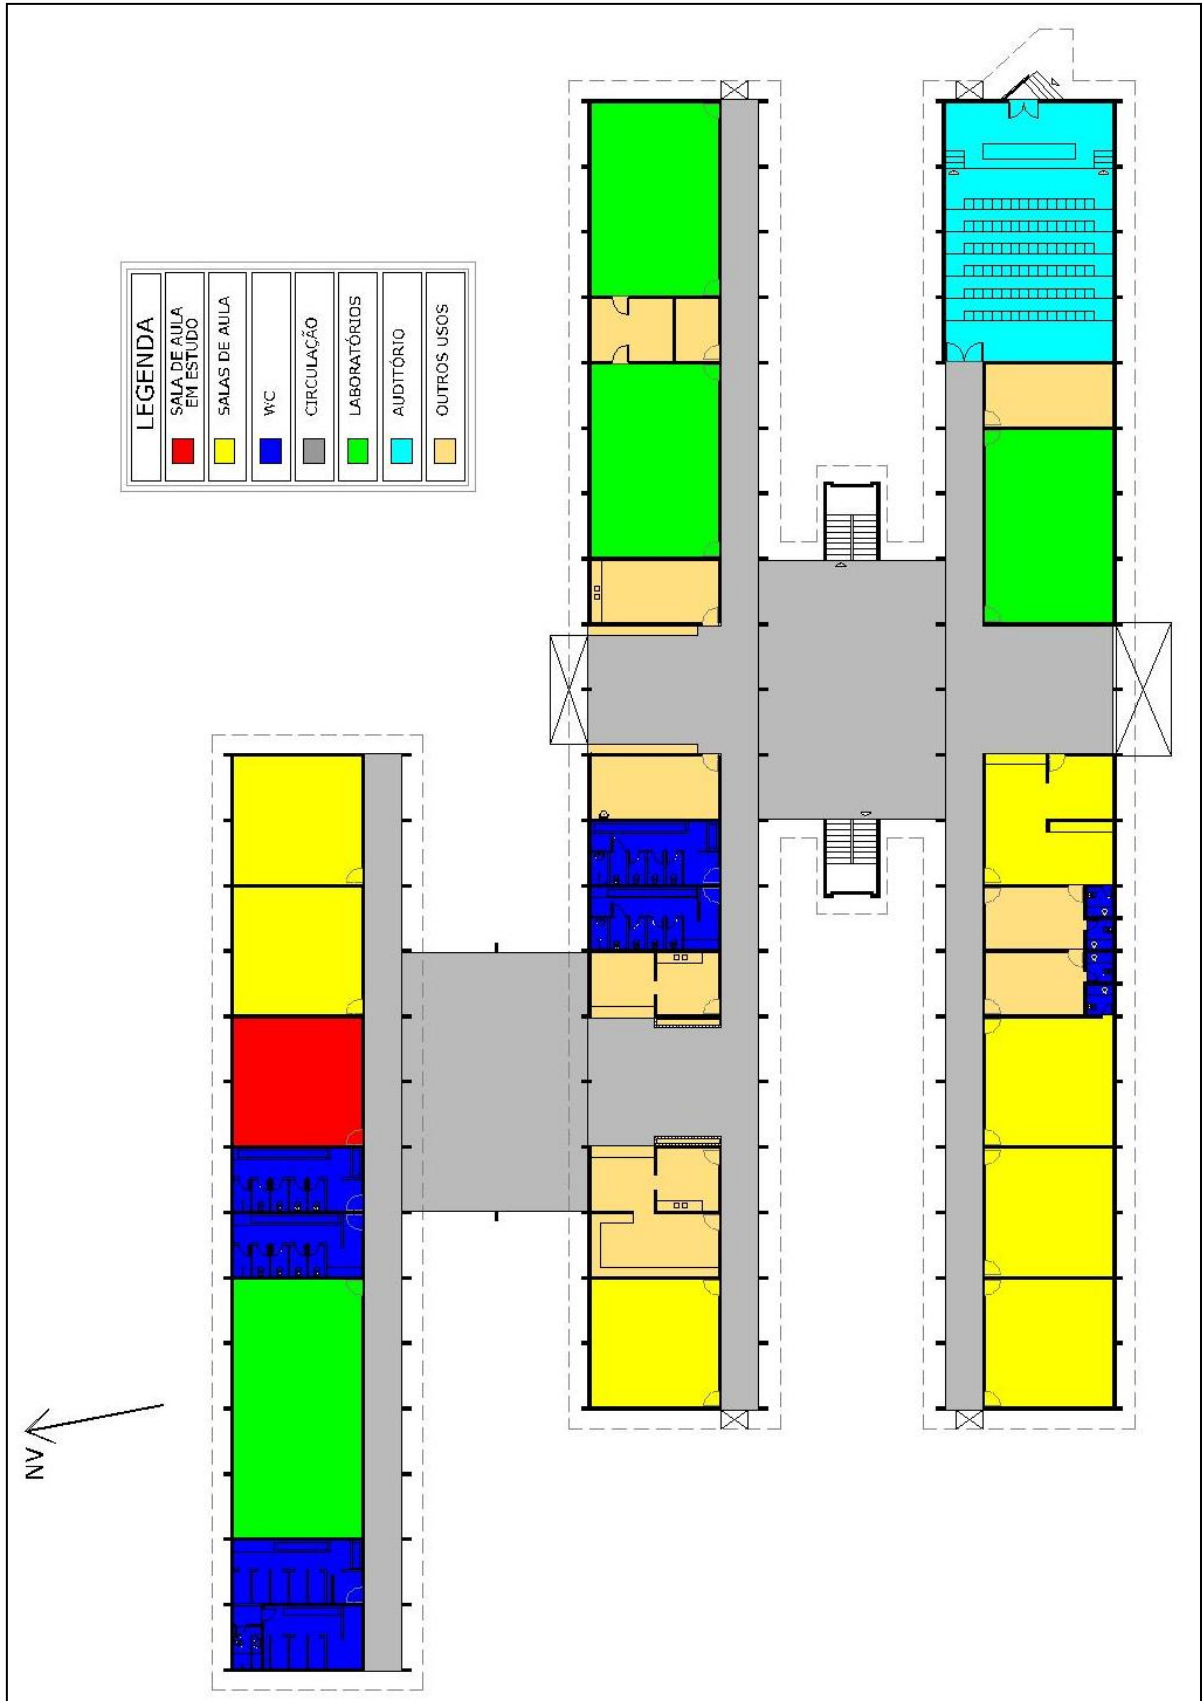 LEGENDA
SALA DE AULA
EM ESTUDO
SALAS DE AULA
WC
CIRCULAÇÃO
LABORATÓRIOS
AUDITÓRIO
OUTROS USOS
NV